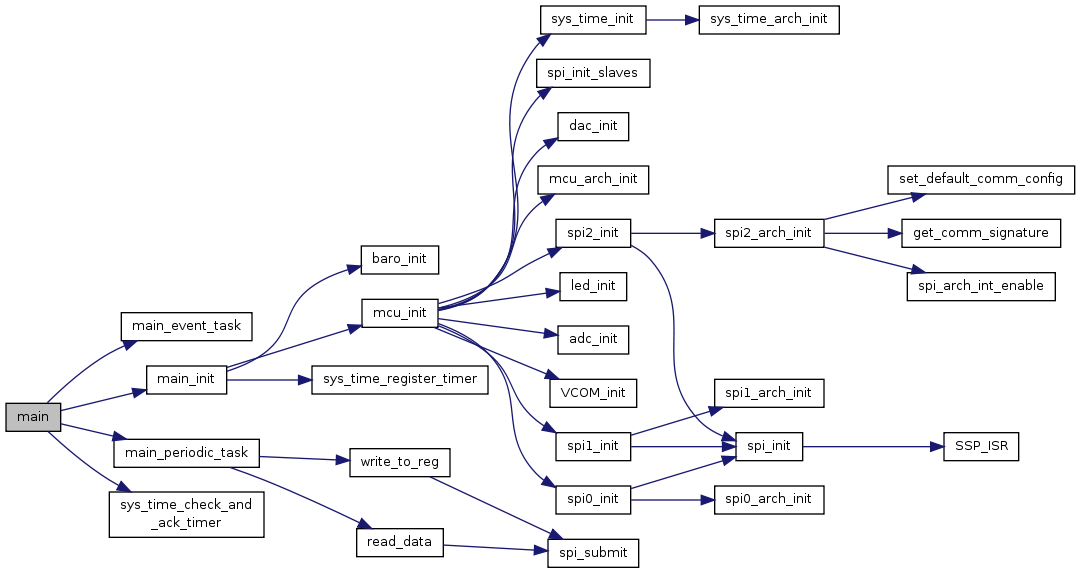 sys_time_init
sys_time_arch_init
spi_init_slaves
dac_init
mcu_arch_init
set_default_comm_config
spi2_init
spi2_arch_init
get_comm_signature
baro_init
led_init
spi_arch_int_enable
mcu_init
main_event_task
adc_init
main_init
sys_time_register_timer
VCOM_init
spi1_arch_init
main
spi1_init
spi_init
SSP_ISR
main_periodic_task
write_to_reg
spi0_init
spi0_arch_init
sys_time_check_and
_ack_timer
read_data
spi_submit